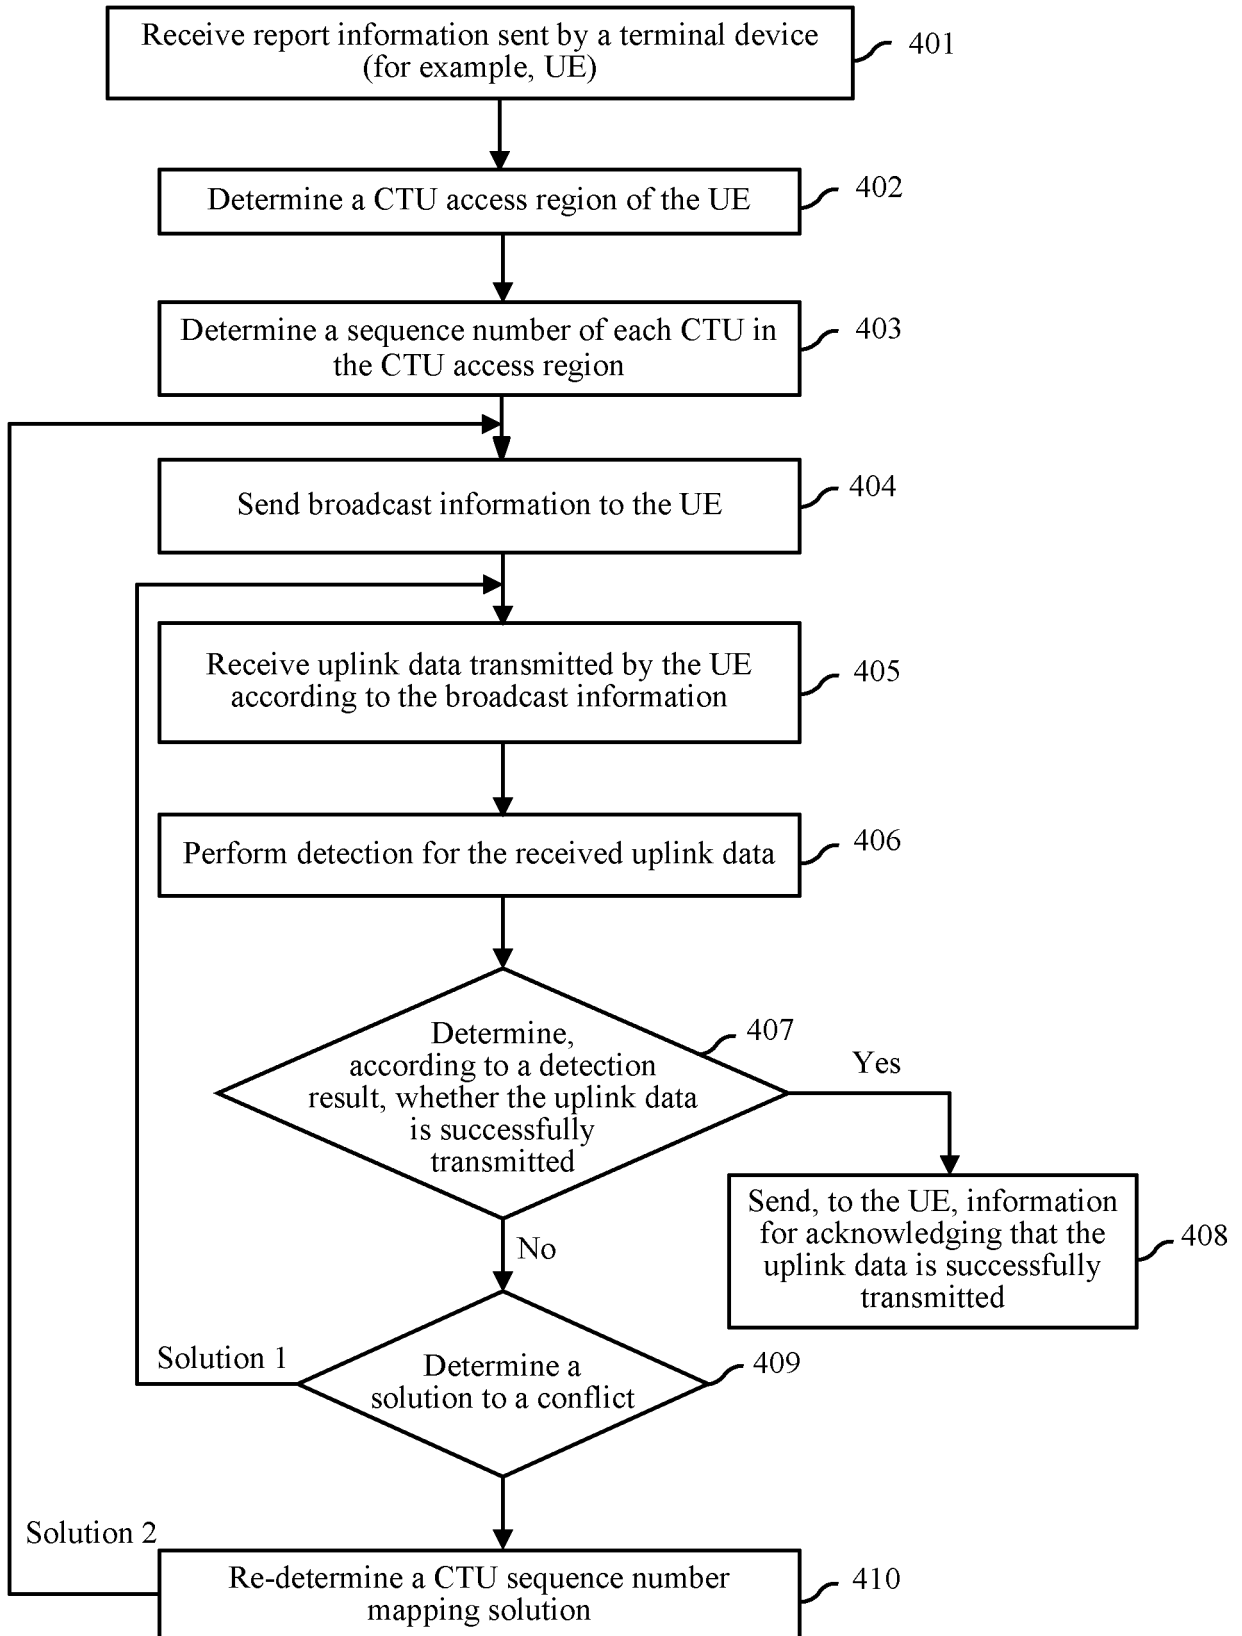 Receive report information sent by a terminal device
(for example, UE)
401
Determine a CTU access region of the UE
402
Determine a sequence number of each CTU in
the CTU access region
403
Send broadcast information to the UE
404
Receive uplink data transmitted by the UE
according to the broadcast information
405
Perform detection for the received uplink data
406
Determine,
according to a detection
result, whether the uplink data
is successfully
transmitted
407
Yes
Send, to the UE, information
for acknowledging that the
uplink data is successfully
transmitted
408
No
Determine a
solution to a conflict
409
Solution 1
Solution 2
Re-determine a CTU sequence number
mapping solution
410